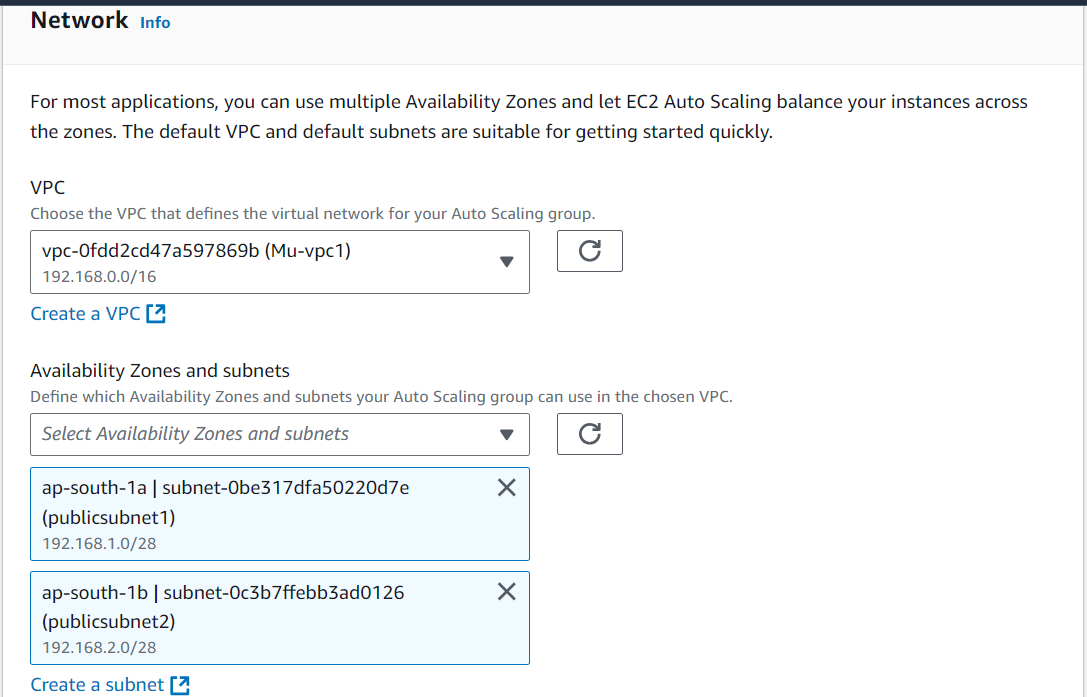 Network Info
For most applications, you can use multiple Availability Zones and let EC2 Auto Scaling balance your instances across
the zones. The default VPC and default subnets are suitable for getting started quickly.
VPC
Choose the VPC that defines the virtual network for your Auto Scaling group.
vpc-0fdd2cd47a597869b (Mu-vpc1)
192.168.0.0/16
Create a VPC
Availability Zones and subnets
Define which Availability Zones and subnets your Auto Scaling group can use in the chosen VPC.
Select Availability Zones and subnets
ap-south-1a | subnet-0be317dfa50220d7e
(publicsubnet1)
192.168.1.0/28
ap-south-1b | subnet-0c3b7ffebb3ad0126
(publicsubnet2)
192.168.2.0/28
Create a subnet